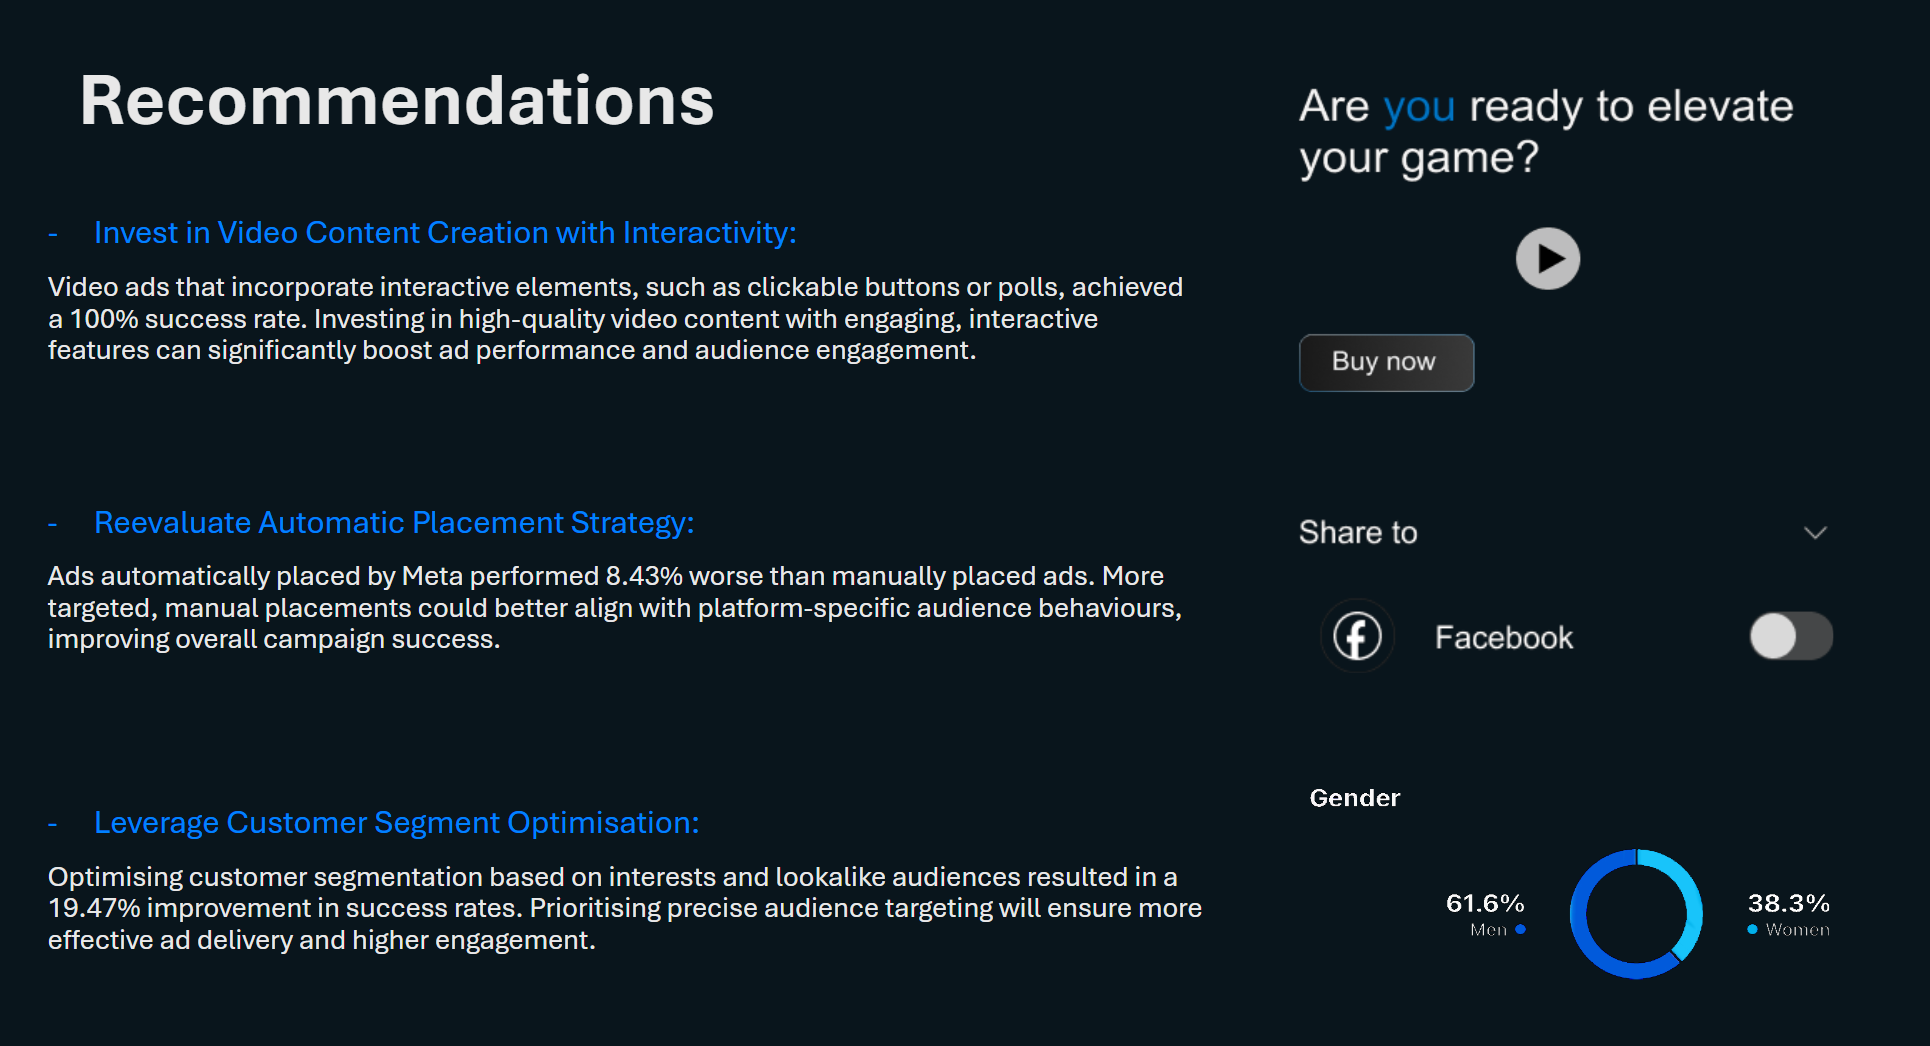 Recommendations
- Invest in Video Content Creation with Interactivity:
Video ads that incorporate interactive elements, such as clickable buttons or polls, achieved
a 100% success rate. Investing in high-quality video content with engaging, interactive
features can significantly boost ad performance and audience engagement.
- Reevaluate Automatic Placement Strategy:
Ads automatically placed by Meta performed 8.43% worse than manually placed ads. More
targeted, manual placements could better align with platform-specific audience behaviours,
improving overall campaign success.
- Leverage Customer Segment Optimisation:
Optimising customer segmentation based on interests and lookalike audiences resulted in a
19.47% improvement in success rates. Prioritising precise audience targeting will ensure more
effective ad delivery and higher engagement.
Are you ready to elevate
your game?
Buy now
Share to
Facebook
Gender
61.6%
Men
38.3%
Women